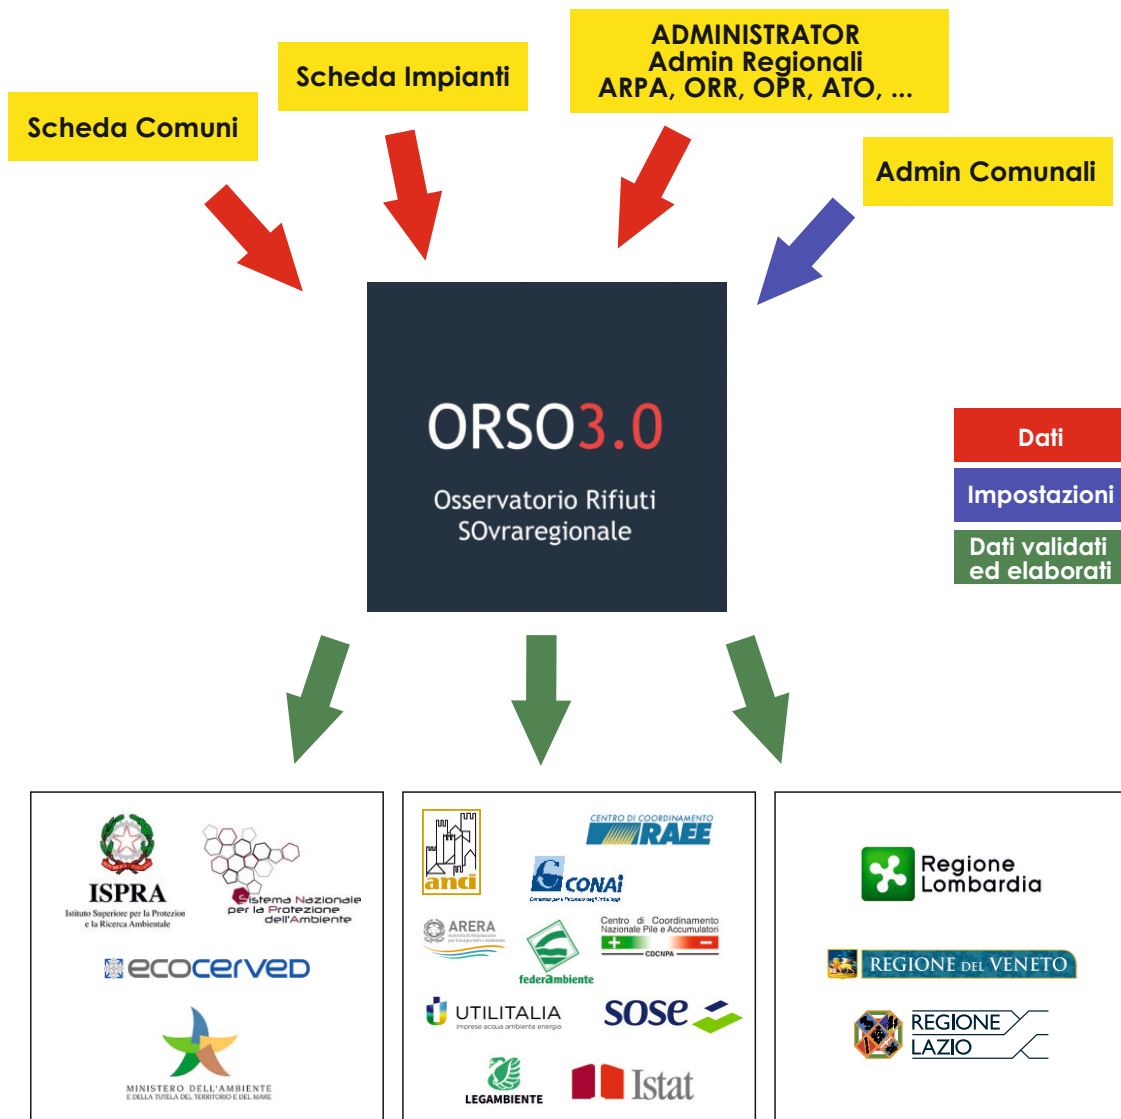 ADMINISTRATOR
Admin Regionali
ARPA, ORR, OPR, ATO, ...
Scheda Impianti
Scheda Comuni
Admin Comunali
ORSO3.0
Osservatorio Rifiuti
SOvraregionale
Dati
Impostazioni
Dati validati
ed elaborati
ISPRA
Istituto Superiore per la Protezion
e la Ricerca Ambientale
Sistema Nazionale
per la Protezione
dell'Ambiente
ecocerved
MINISTERO DELL'AMBIENTE
E DELLA TUTELA DEL TERRITORIO E DEL MARE
anci
CENTRO DI COORDINAMENTO
RAEE
CONAI
ARERA
federambiente
Centro di Coordinamento
Nazionale Pile e Accumulatori
+ −
CDCNPA
UTILITALIA
imprese acqua ambiente energia
sose
LEGAMBIENTE
Istat
Regione
Lombardia
REGIONE DEL VENETO
REGIONE
LAZIO